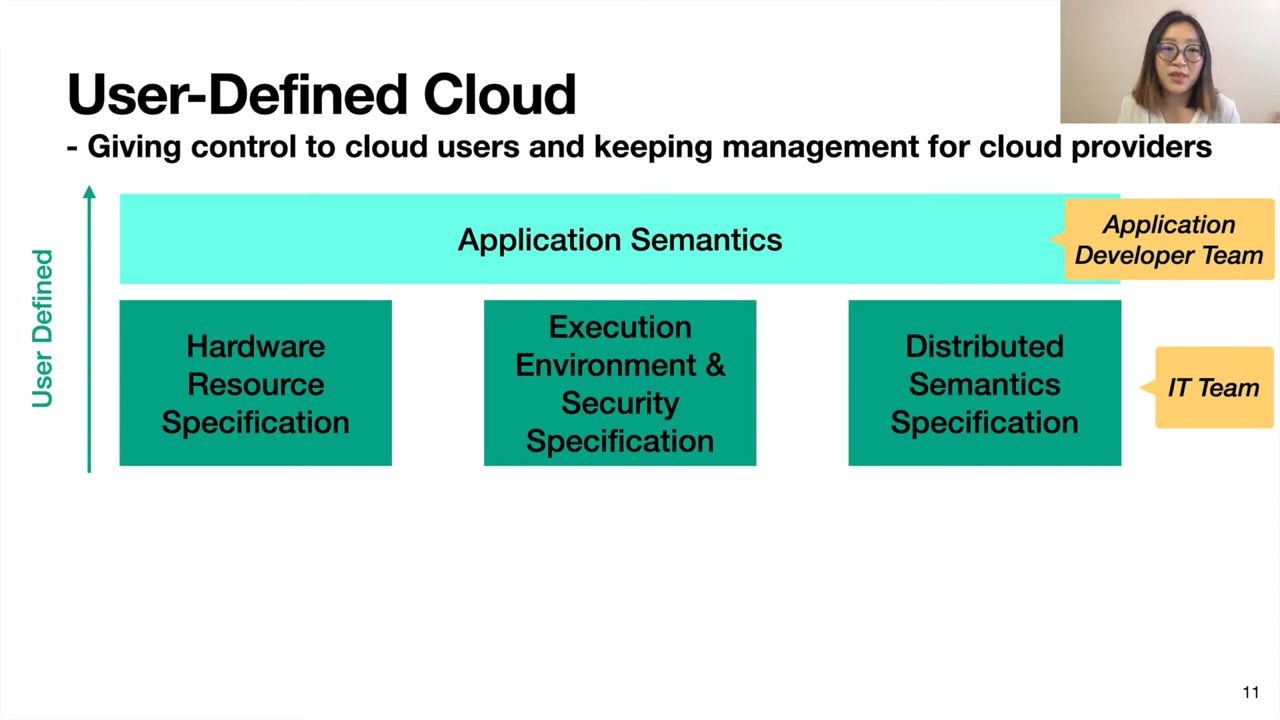 User-Defined Cloud
- Giving control to cloud users and keeping management for cloud providers
User Defined
Application Semantics
Application
Developer Team
Hardware
Resource
Specification
Execution
Environment &
Security
Specification
Distributed
Semantics
Specification
IT Team
11